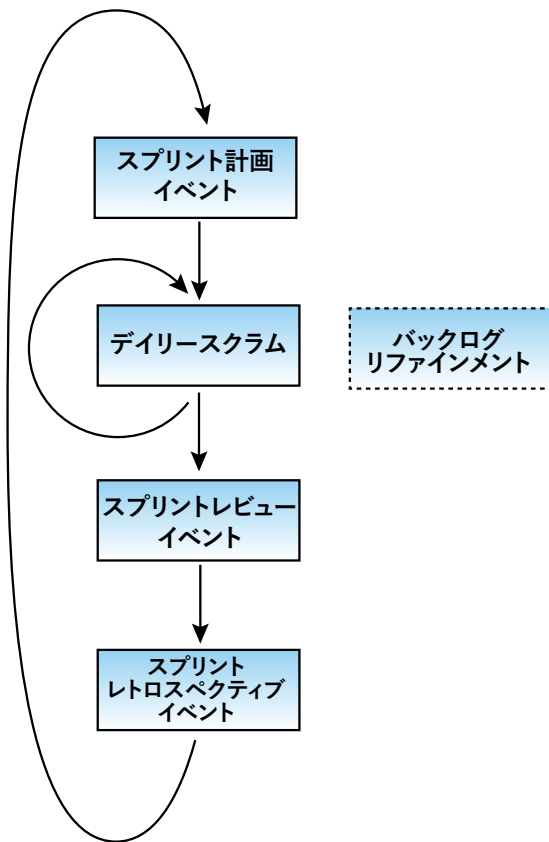 スプリント計画
イベント
デイリースクラム
バックログ
リファインメント
スプリントレビュー
イベント
スプリント
レトロスペクティブ
イベント